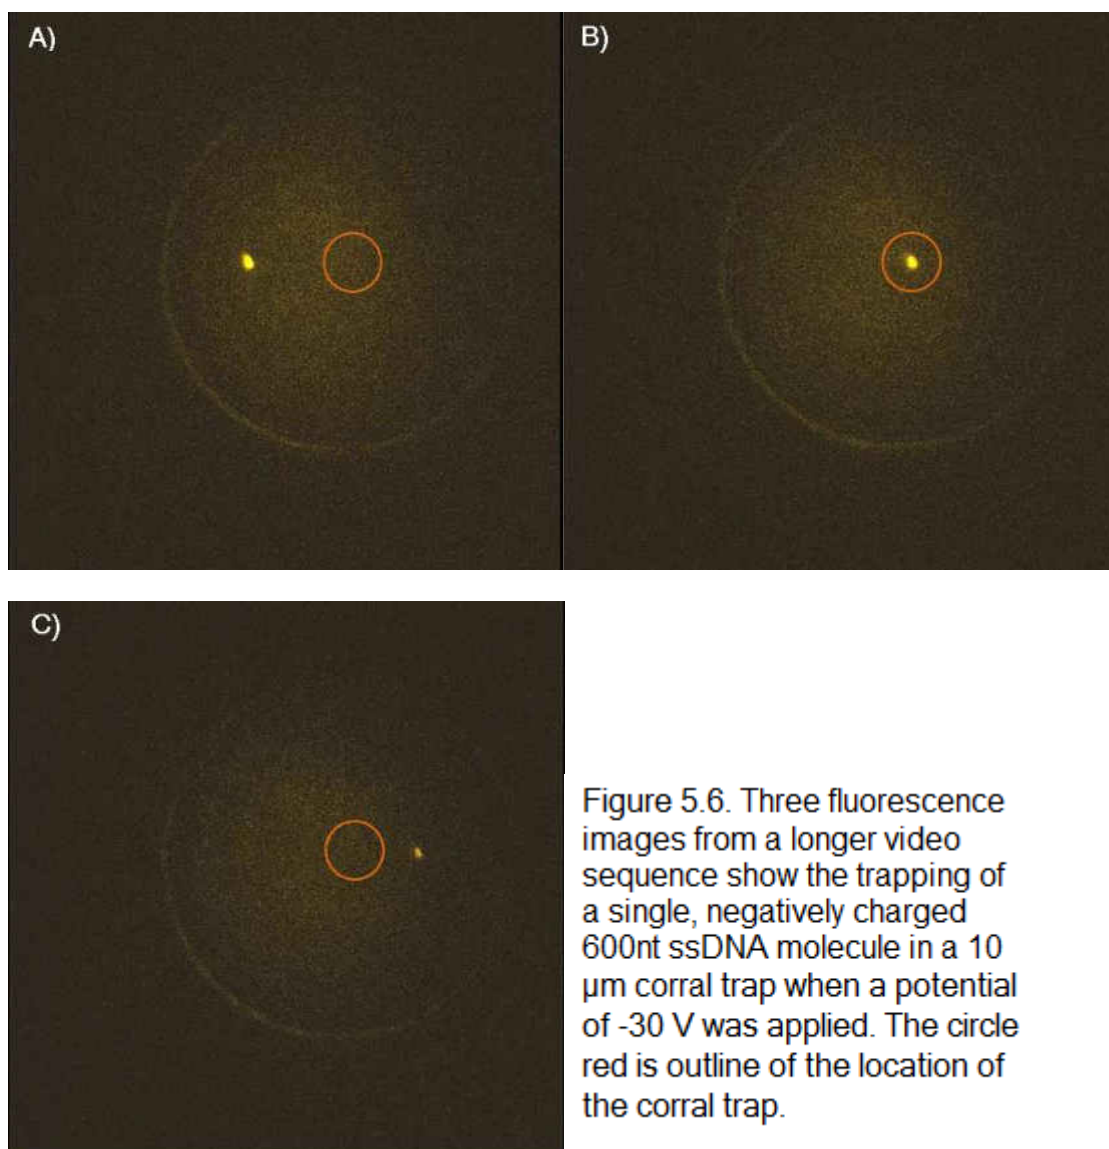 A)
B)
C)
Figure 5.6. Three fluorescence
images from a longer video
sequence show the trapping of
a single, negatively charged
600nt ssDNA molecule in a 10
µm corral trap when a potential
of -30 V was applied. The circle
red is outline of the location of
the corral trap.